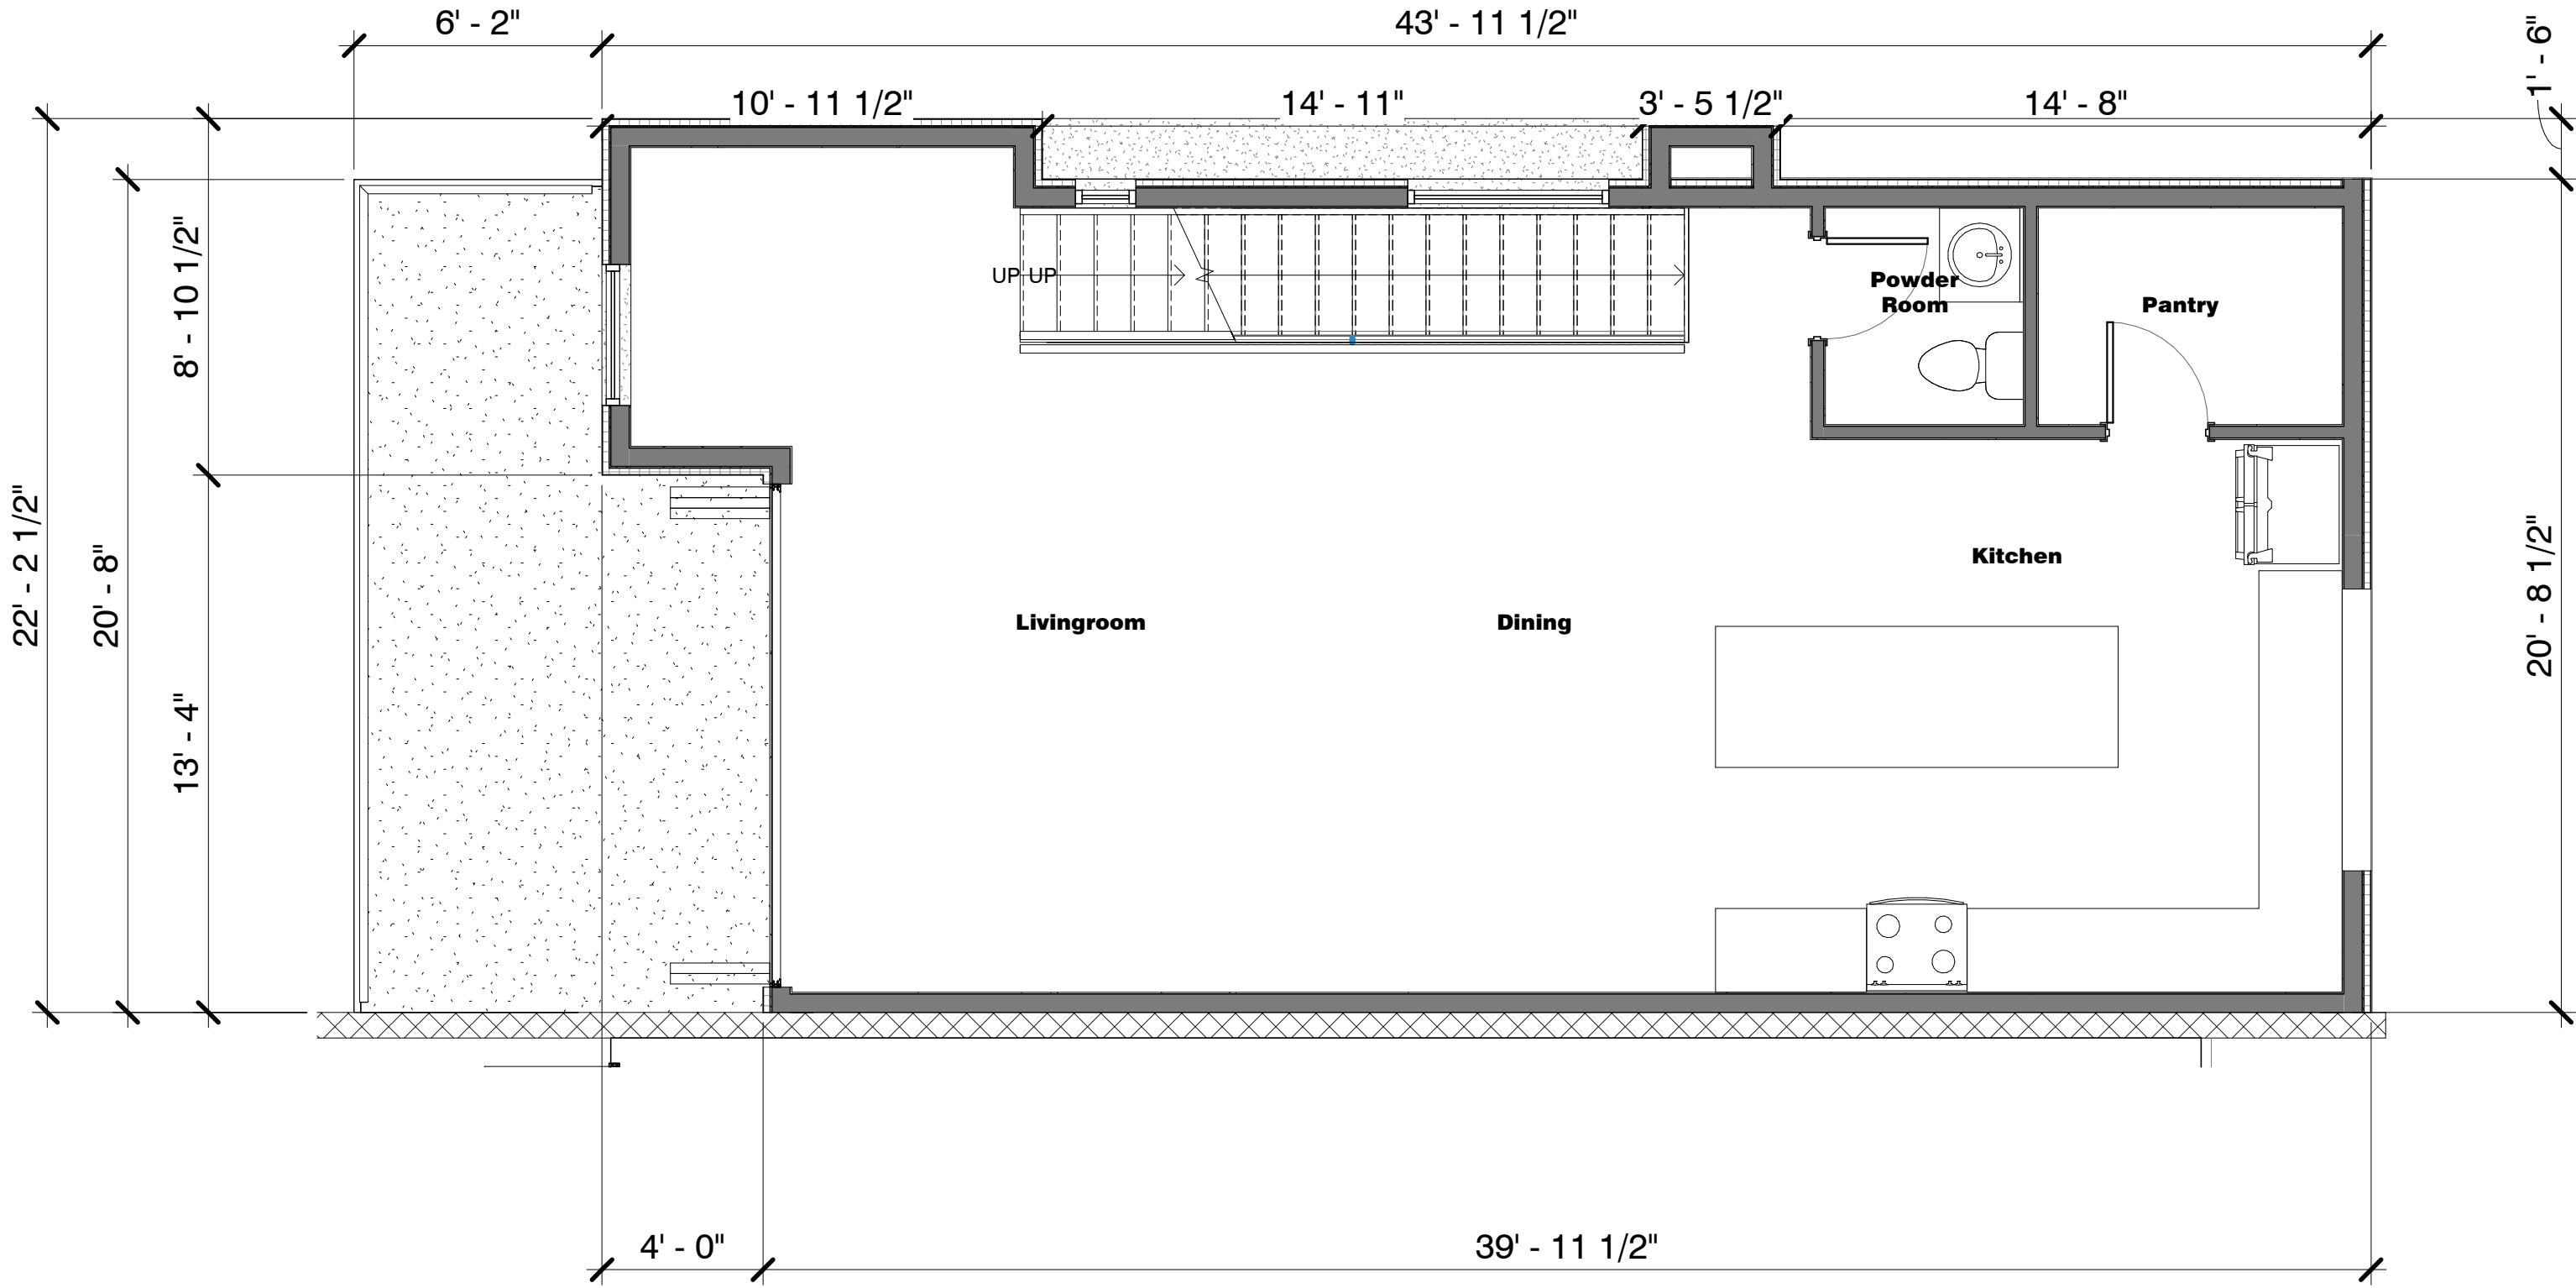 6' - 2"
43' - 11 1/2"
1' - 6"
10' - 11 1/2"
14' - 11"
3' - 5 1/2"
14' - 8"
8' - 10 1/2"
UP UP
Powder
Room
Pantry
22' - 2 1/2"
20' - 8"
Kitchen
20' - 8 1/2"
Livingroom
Dining
13' - 4"
4' - 0"
39' - 11 1/2"